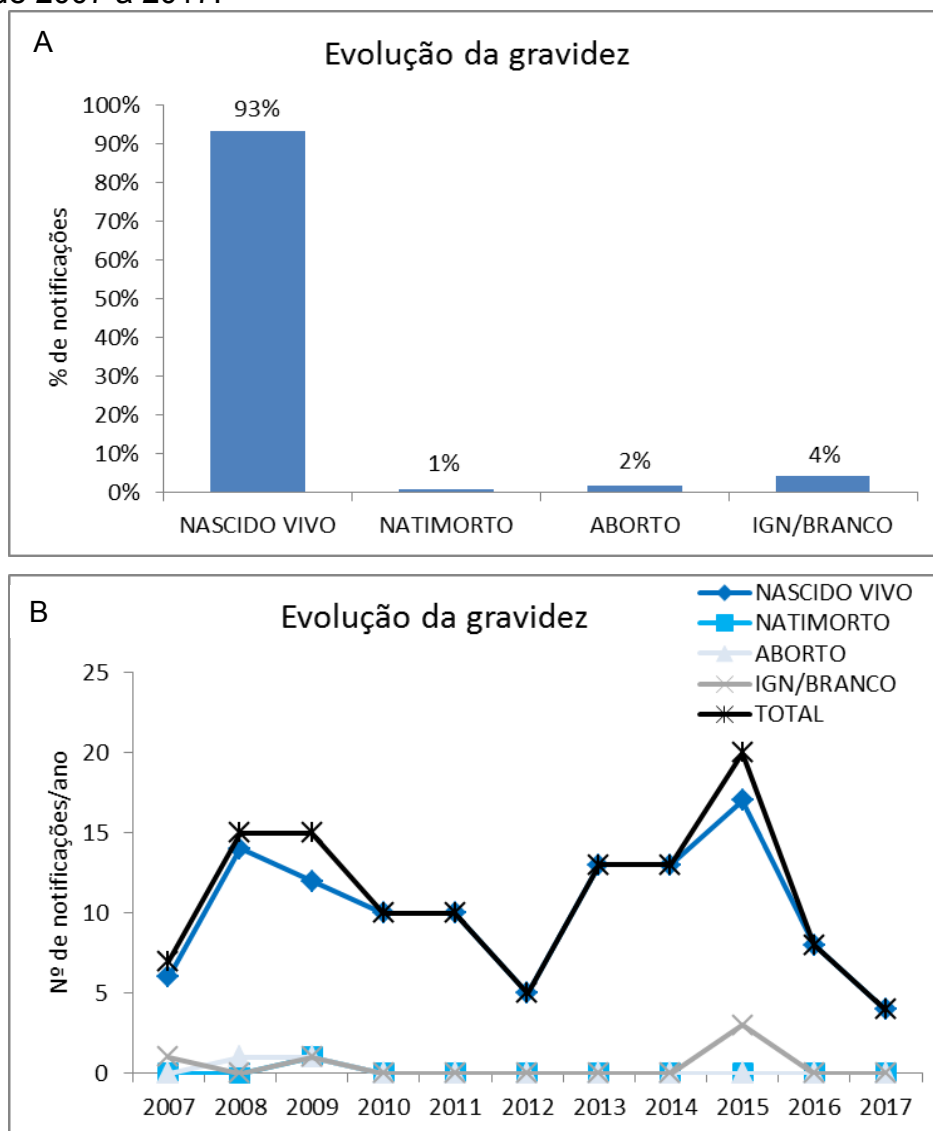 de 2007 a 2017.
A
Evolução da gravidez
% de notificações
100%
90%
80%
70%
60%
50%
40%
30%
20%
10%
0%
93%
1%
2%
4%
NASCIDO VIVO NATIMORTO ABORTO IGN/BRANCO
B
Evolução da gravidez
NASCIDO VIVO
NATIMORTO
ABORTO
IGN/BRANCO
TOTAL
Nº de notificações/ano
25
20
15
10
5
0
2007 2008 2009 2010 2011 2012 2013 2014 2015 2016 2017